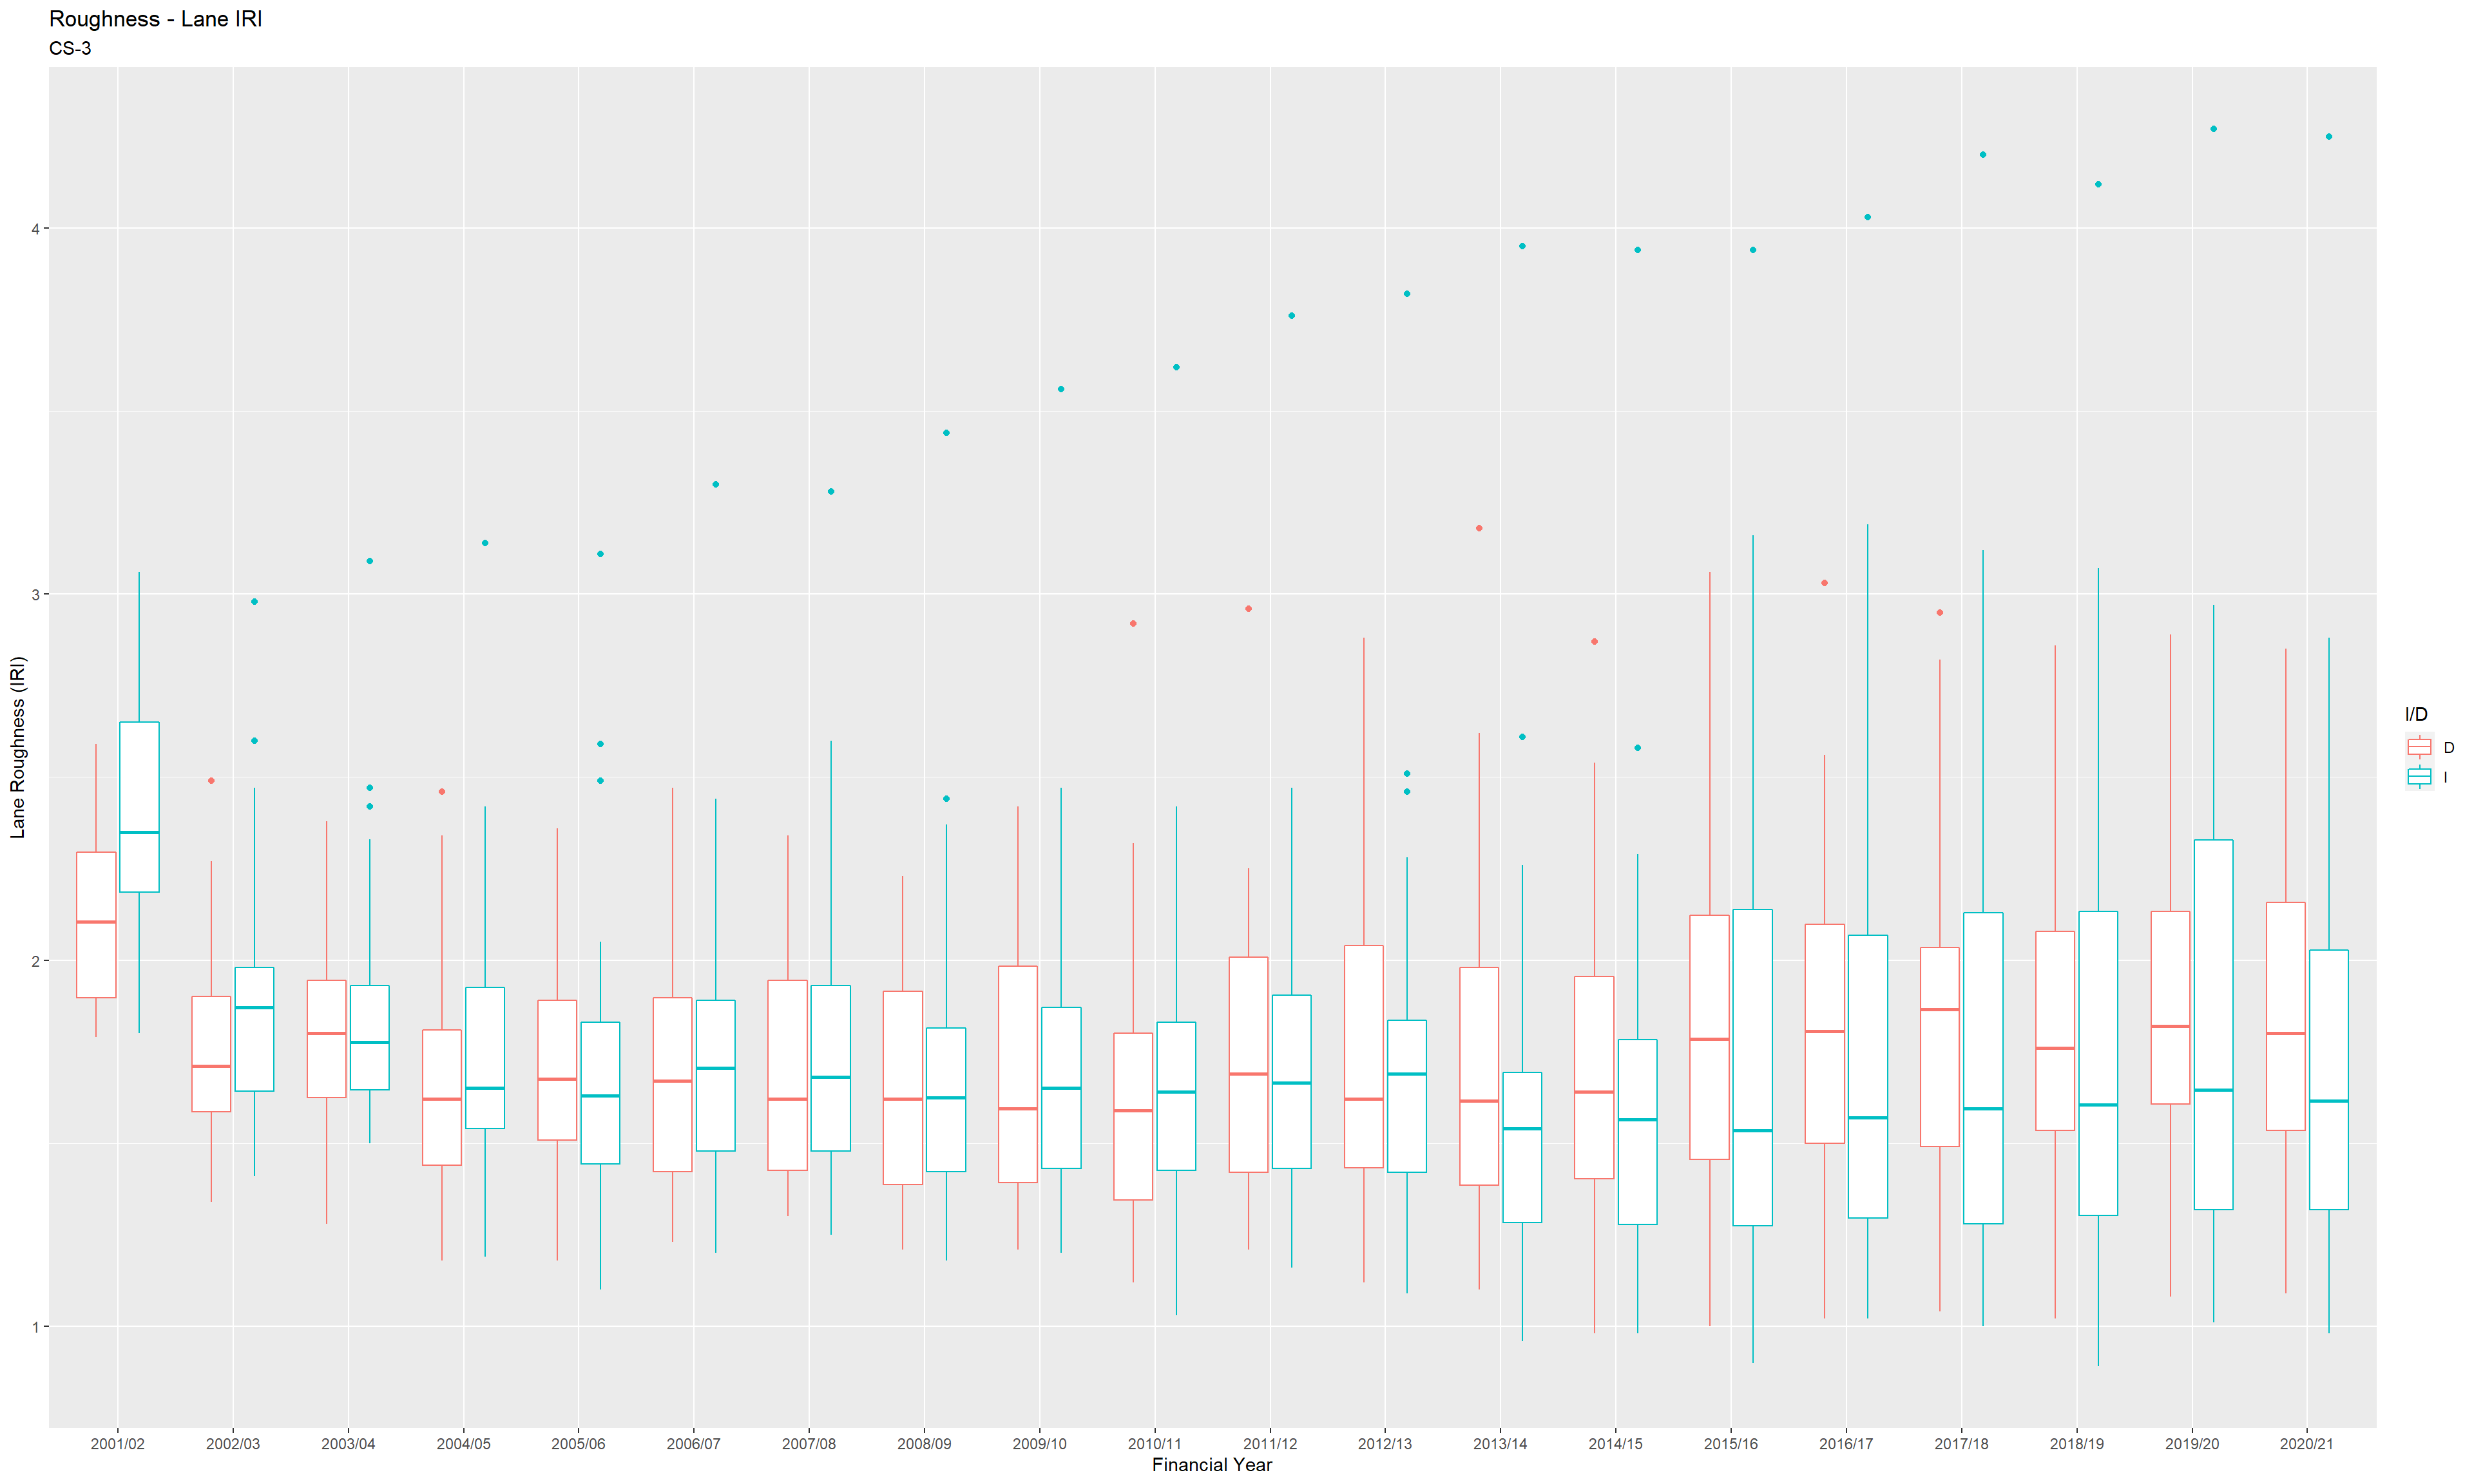 Roughness - Lane IRI
CS-3
Lane Roughness (IRI)
4
3
2
1
2001/02 2002/03 2003/04 2004/05 2005/06 2006/07 2007/08 2008/09 2009/10 2010/11 2011/12 2012/13 2013/14 2014/15 2015/16 2016/17 2017/18 2018/19 2019/20 2020/21
Financial Year
I/D
D
I